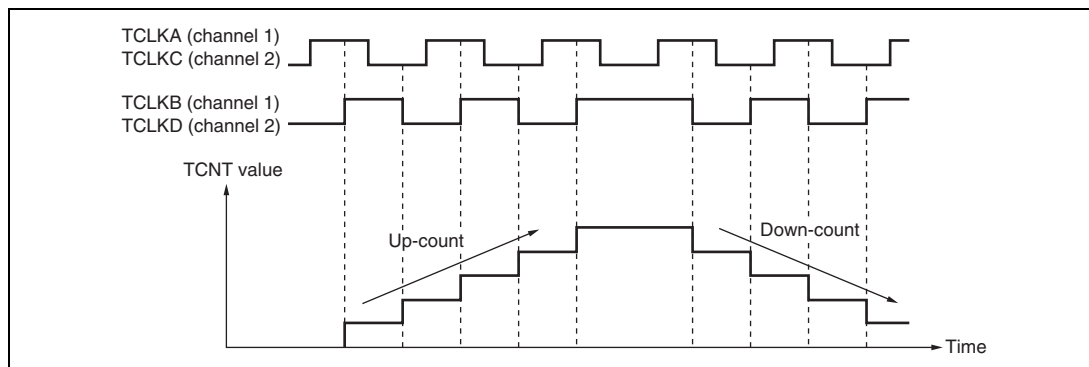 TCLKA (channel 1)
TCLKC (channel 2)
TCLKB (channel 1)
TCLKD (channel 2)
TCNT value
Up-count
Down-count
Time